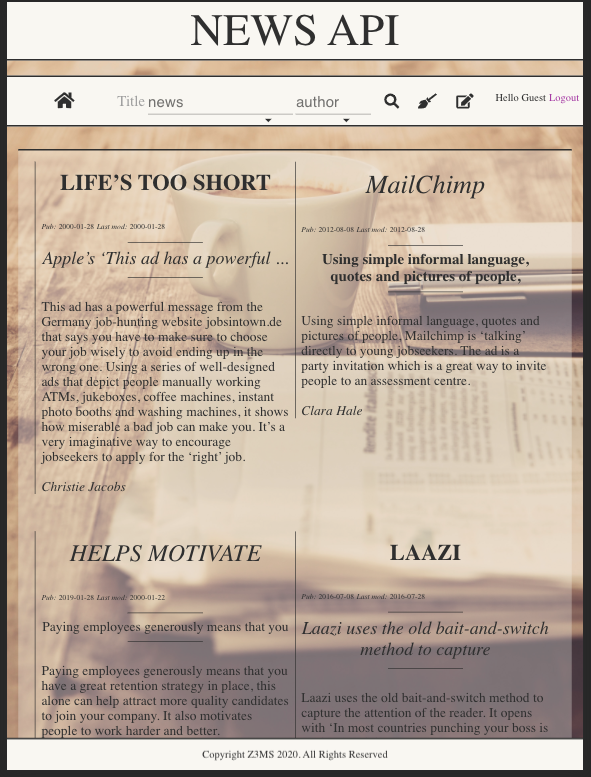 NEWS API
Title news author Hello Guest Logout
LIFE'S TOO SHORT
Pub: 2000-01-28 Last mod: 2000-01-28
Apple's ‘This ad has a powerful ...
This ad has a powerful message from the
Germany job-hunting website jobsintown.de
that says you have to make sure to choose
your job wisely to avoid ending up in the
wrong one. Using a series of well-designed
ads that depict people manually working
ATMs, jukeboxes, coffee machines, instant
photo booths and washing machines, it shows
how miserable a bad job can make you. It's a
very imaginative way to encourage
jobseekers to apply for the ‘right’ job.
Christie Jacobs
MailChimp
Pub: 2012-08-08 Last mod: 2012-08-28
Using simple informal language,
quotes and pictures of people,
Using simple informal language, quotes and
pictures of people, Mailchimp is ‘talking’
directly to young jobseekers. The ad is a
party invitation which is a great way to invite
people to an assessment centre.
Clara Hale
HELPS MOTIVATE
Pub: 2019-01-28 Last mod: 2000-01-22
Paying employees generously means that you
Paying employees generously means that you
have a great retention strategy in place, this
alone can help attract more quality candidates
to join your company. It also motivates
people to work harder and better.
LAAZI
Pub: 2016-07-08 Last mod: 2016-07-28
Laazi uses the old bait-and-switch
method to capture
Laazi uses the old bait-and-switch method to
capture the attention of the reader. It opens
with ‘In most countries punching your boss is
Copyright Z3MS 2020. All Rights Reserved